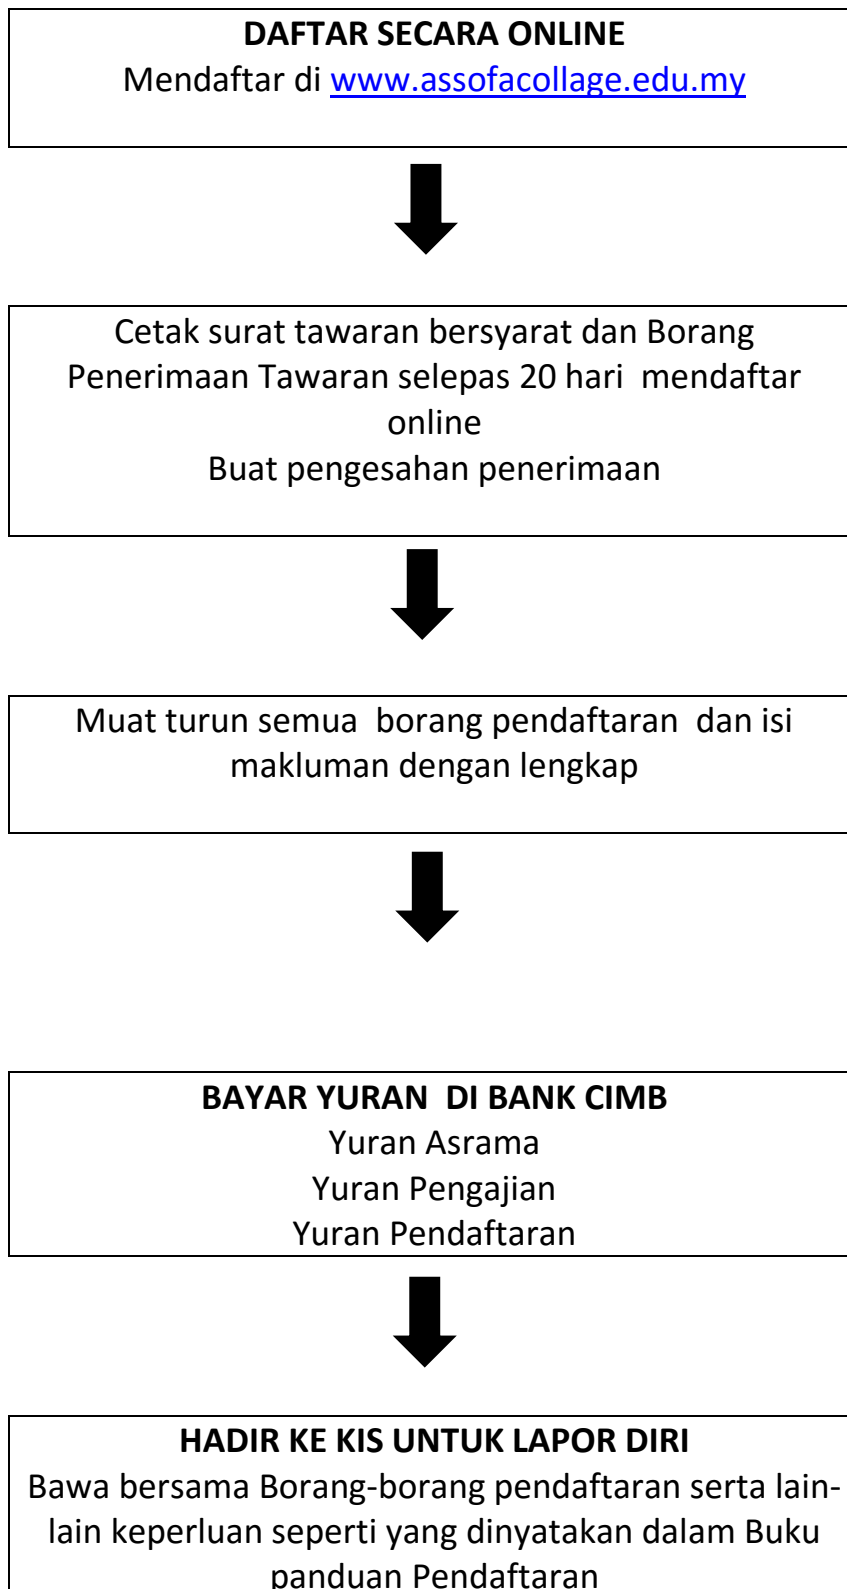 DAFTAR SECARA ONLINE
Mendaftar di www.assofacollage.edu.my
Cetak surat tawaran bersyarat dan Borang
Penerimaan Tawaran selepas 20 hari  mendaftar
online
Buat pengesahan penerimaan
Muat turun semua  borang pendaftaran  dan isi
makluman dengan lengkap
BAYAR YURAN  DI BANK CIMB
Yuran Asrama
Yuran Pengajian
Yuran Pendaftaran
HADIR KE KIS UNTUK LAPOR DIRI
Bawa bersama Borang-borang pendaftaran serta lain-
lain keperluan seperti yang dinyatakan dalam Buku
panduan Pendaftaran